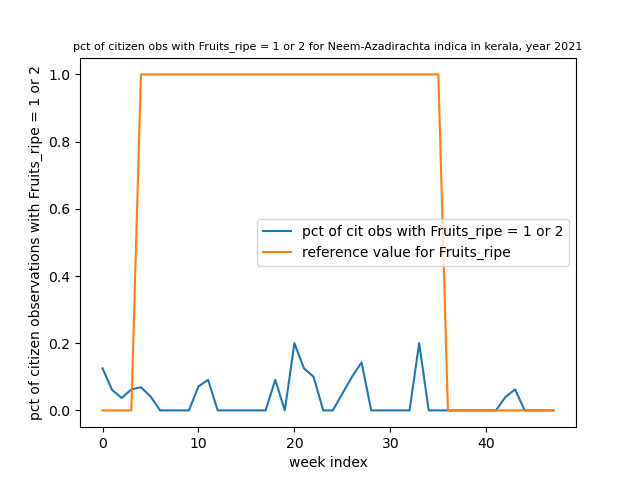 pct of citizen obs with Fruits_ripe = 1 or 2 for Neem-Azadirachta indica in kerala, year 2021
pct of citizen observations with Fruits_ripe = 1 or 2
1.0
0.8
0.6
0.4
0.2
0.0
pct of cit obs with Fruits_ripe = 1 or 2
reference value for Fruits_ripe
0 10 20 30 40
week index